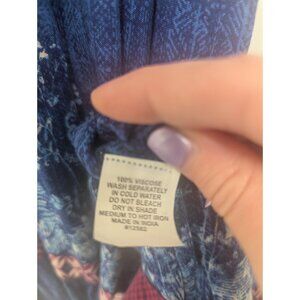 100% VISCOSE
WASH SEPARATELY
IN COLD WATER
DO NOT BLEACH
DRY IN SHADE
MEDIUM TO HOT IRON
MADE IN INDIA